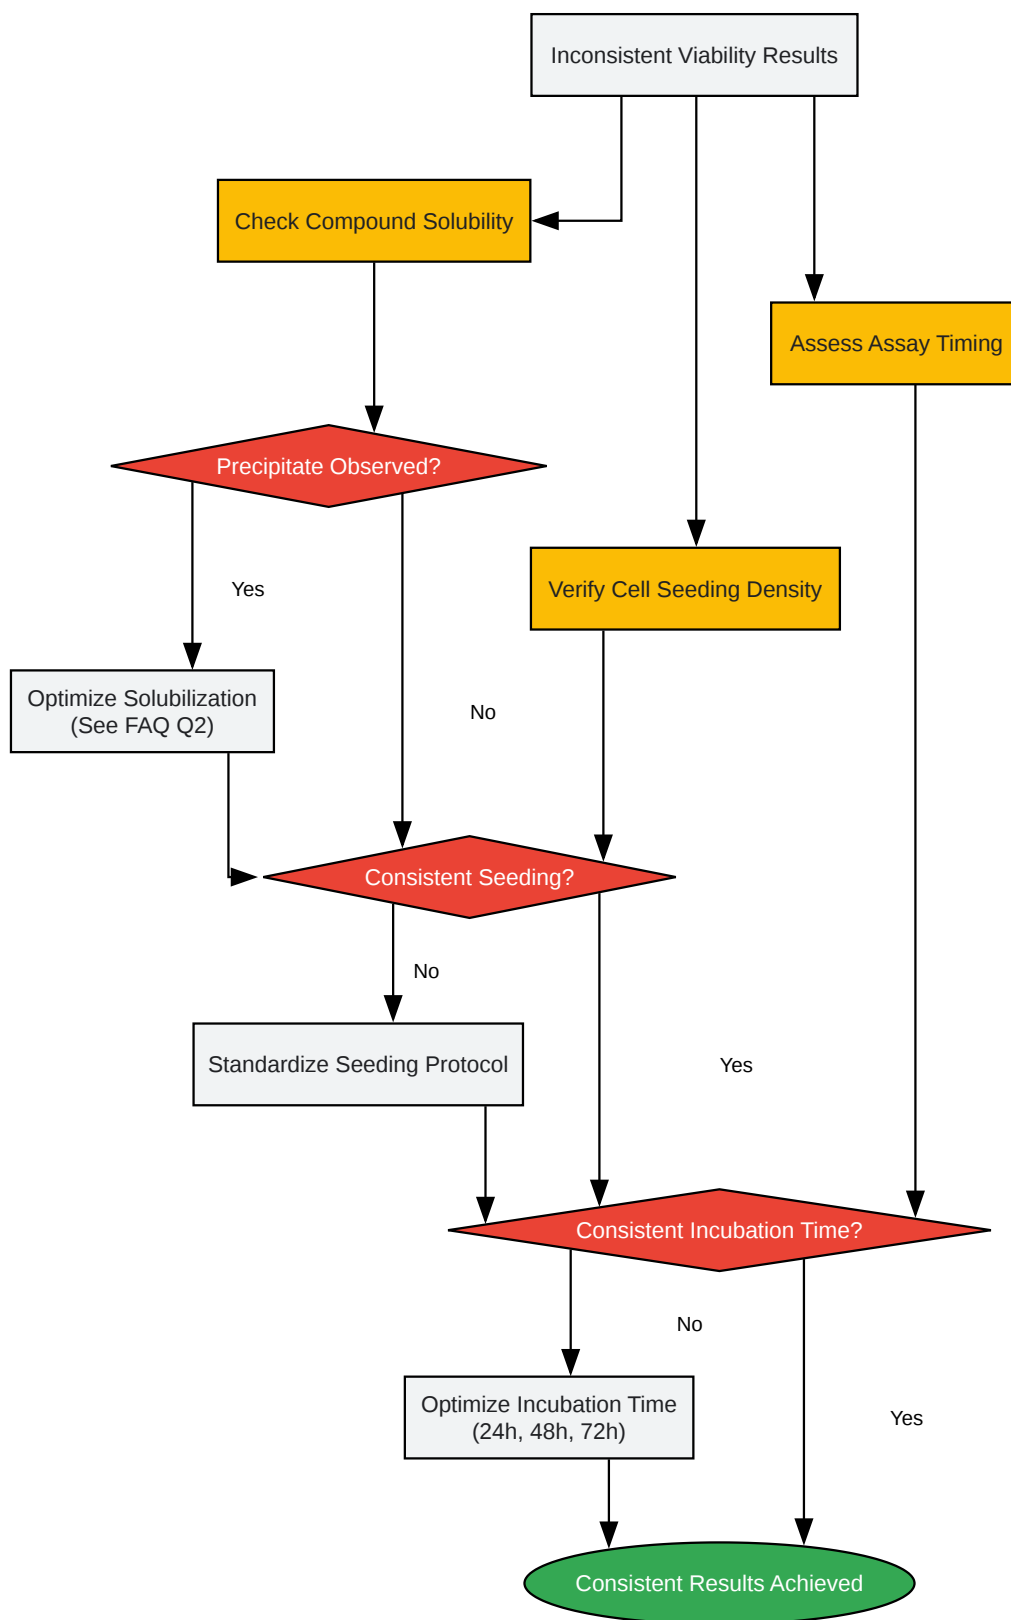 Inconsistent Viability Results
Check Compound Solubility
Assess Assay Timing
Precipitate Observed?
Yes
Verify Cell Seeding Density
Optimize Solubilization
(See FAQ Q2)
No
Consistent Seeding?
No
Standardize Seeding Protocol
Yes
Consistent Incubation Time?
No
Optimize Incubation Time
(24h, 48h, 72h)
Yes
Consistent Results Achieved